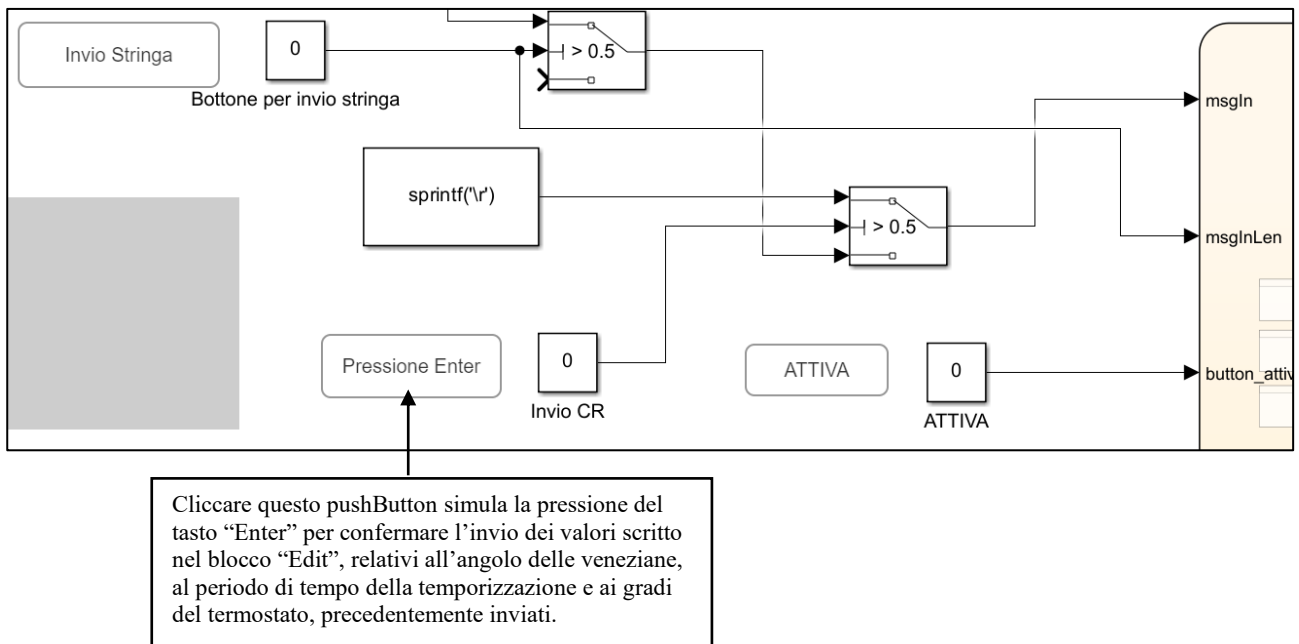 Invio Stringa
0
> 0.5
Bottone per invio stringa
msgIn
sprintf('\r')
> 0.5
msgInLen
Pressione Enter
0
ATTIVA
0
button_attiv
Invio CR
ATTIVA
Cliccare questo pushButton simula la pressione del
tasto “Enter” per confermare l’invio dei valori scritto
nel blocco “Edit”, relativi all’angolo delle veneziane,
al periodo di tempo della temporizzazione e ai gradi
del termostato, precedentemente inviati.